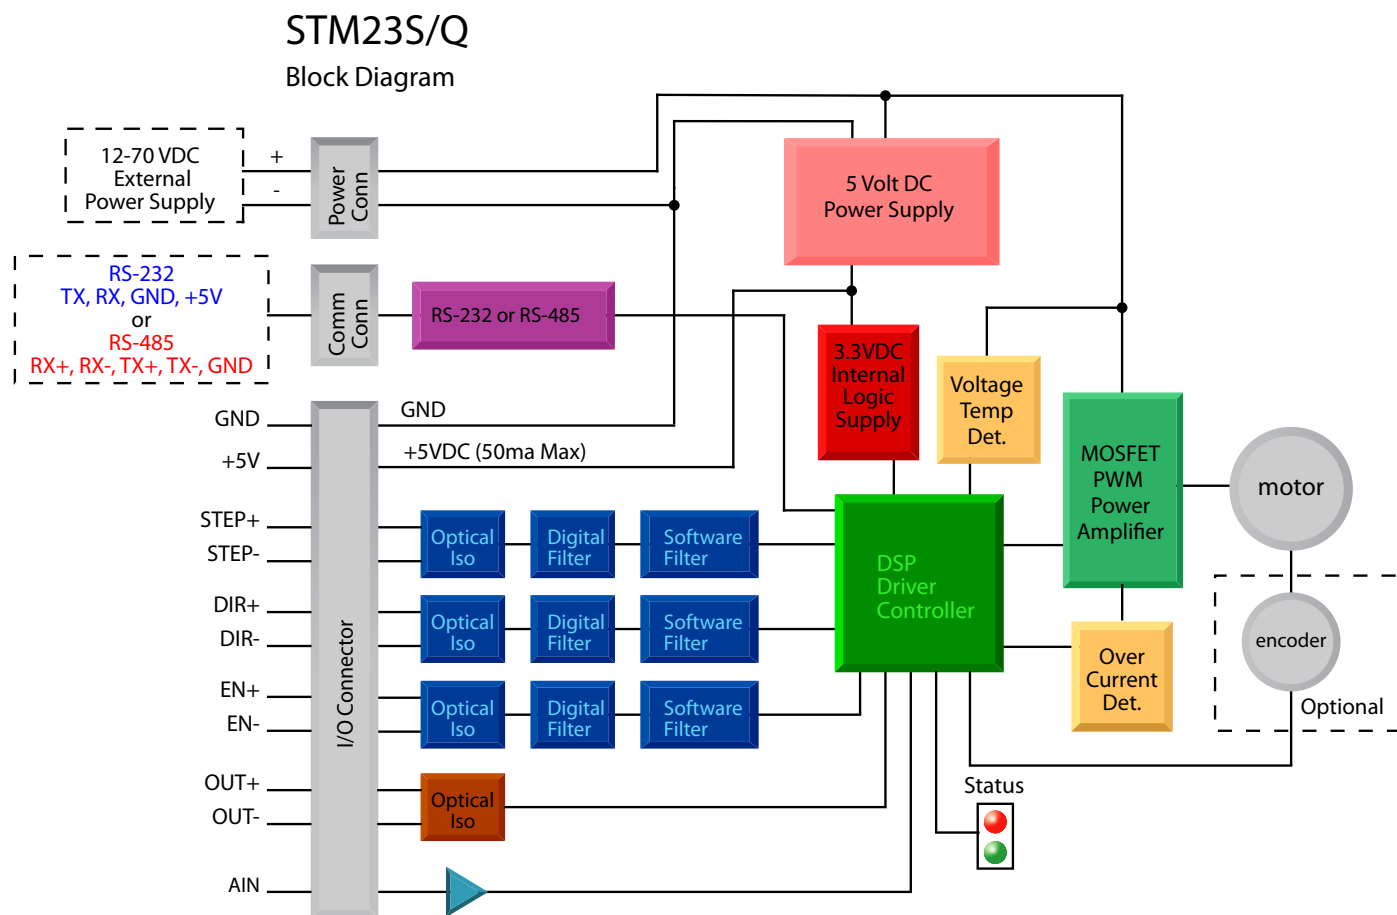 STM23S/Q
Block Diagram
12-70 VDC
External
Power Supply
+
-
Power
Conn
5 Volt DC
Power Supply
RS-232
TX, RX, GND, +5V
or
RS-485
RX+, RX-, TX+, TX-, GND
Comm
Conn
RS-232 or RS-485
3.3VDC
Internal
Logic
Supply
Voltage
Temp
Det.
MOSFET
PWM
Power
Amplifier
motor
GND
GND
+5V
+5VDC (50ma Max)
I/O Connector
STEP+
STEP-
Optical
Iso
Digital
Filter
Software
Filter
DSP
Driver
Controller
DIR+
DIR-
Optical
Iso
Digital
Filter
Software
Filter
Over
Current
Det.
encoder
Optional
EN+
EN-
Optical
Iso
Digital
Filter
Software
Filter
OUT+
OUT-
Optical
Iso
Status
AIN